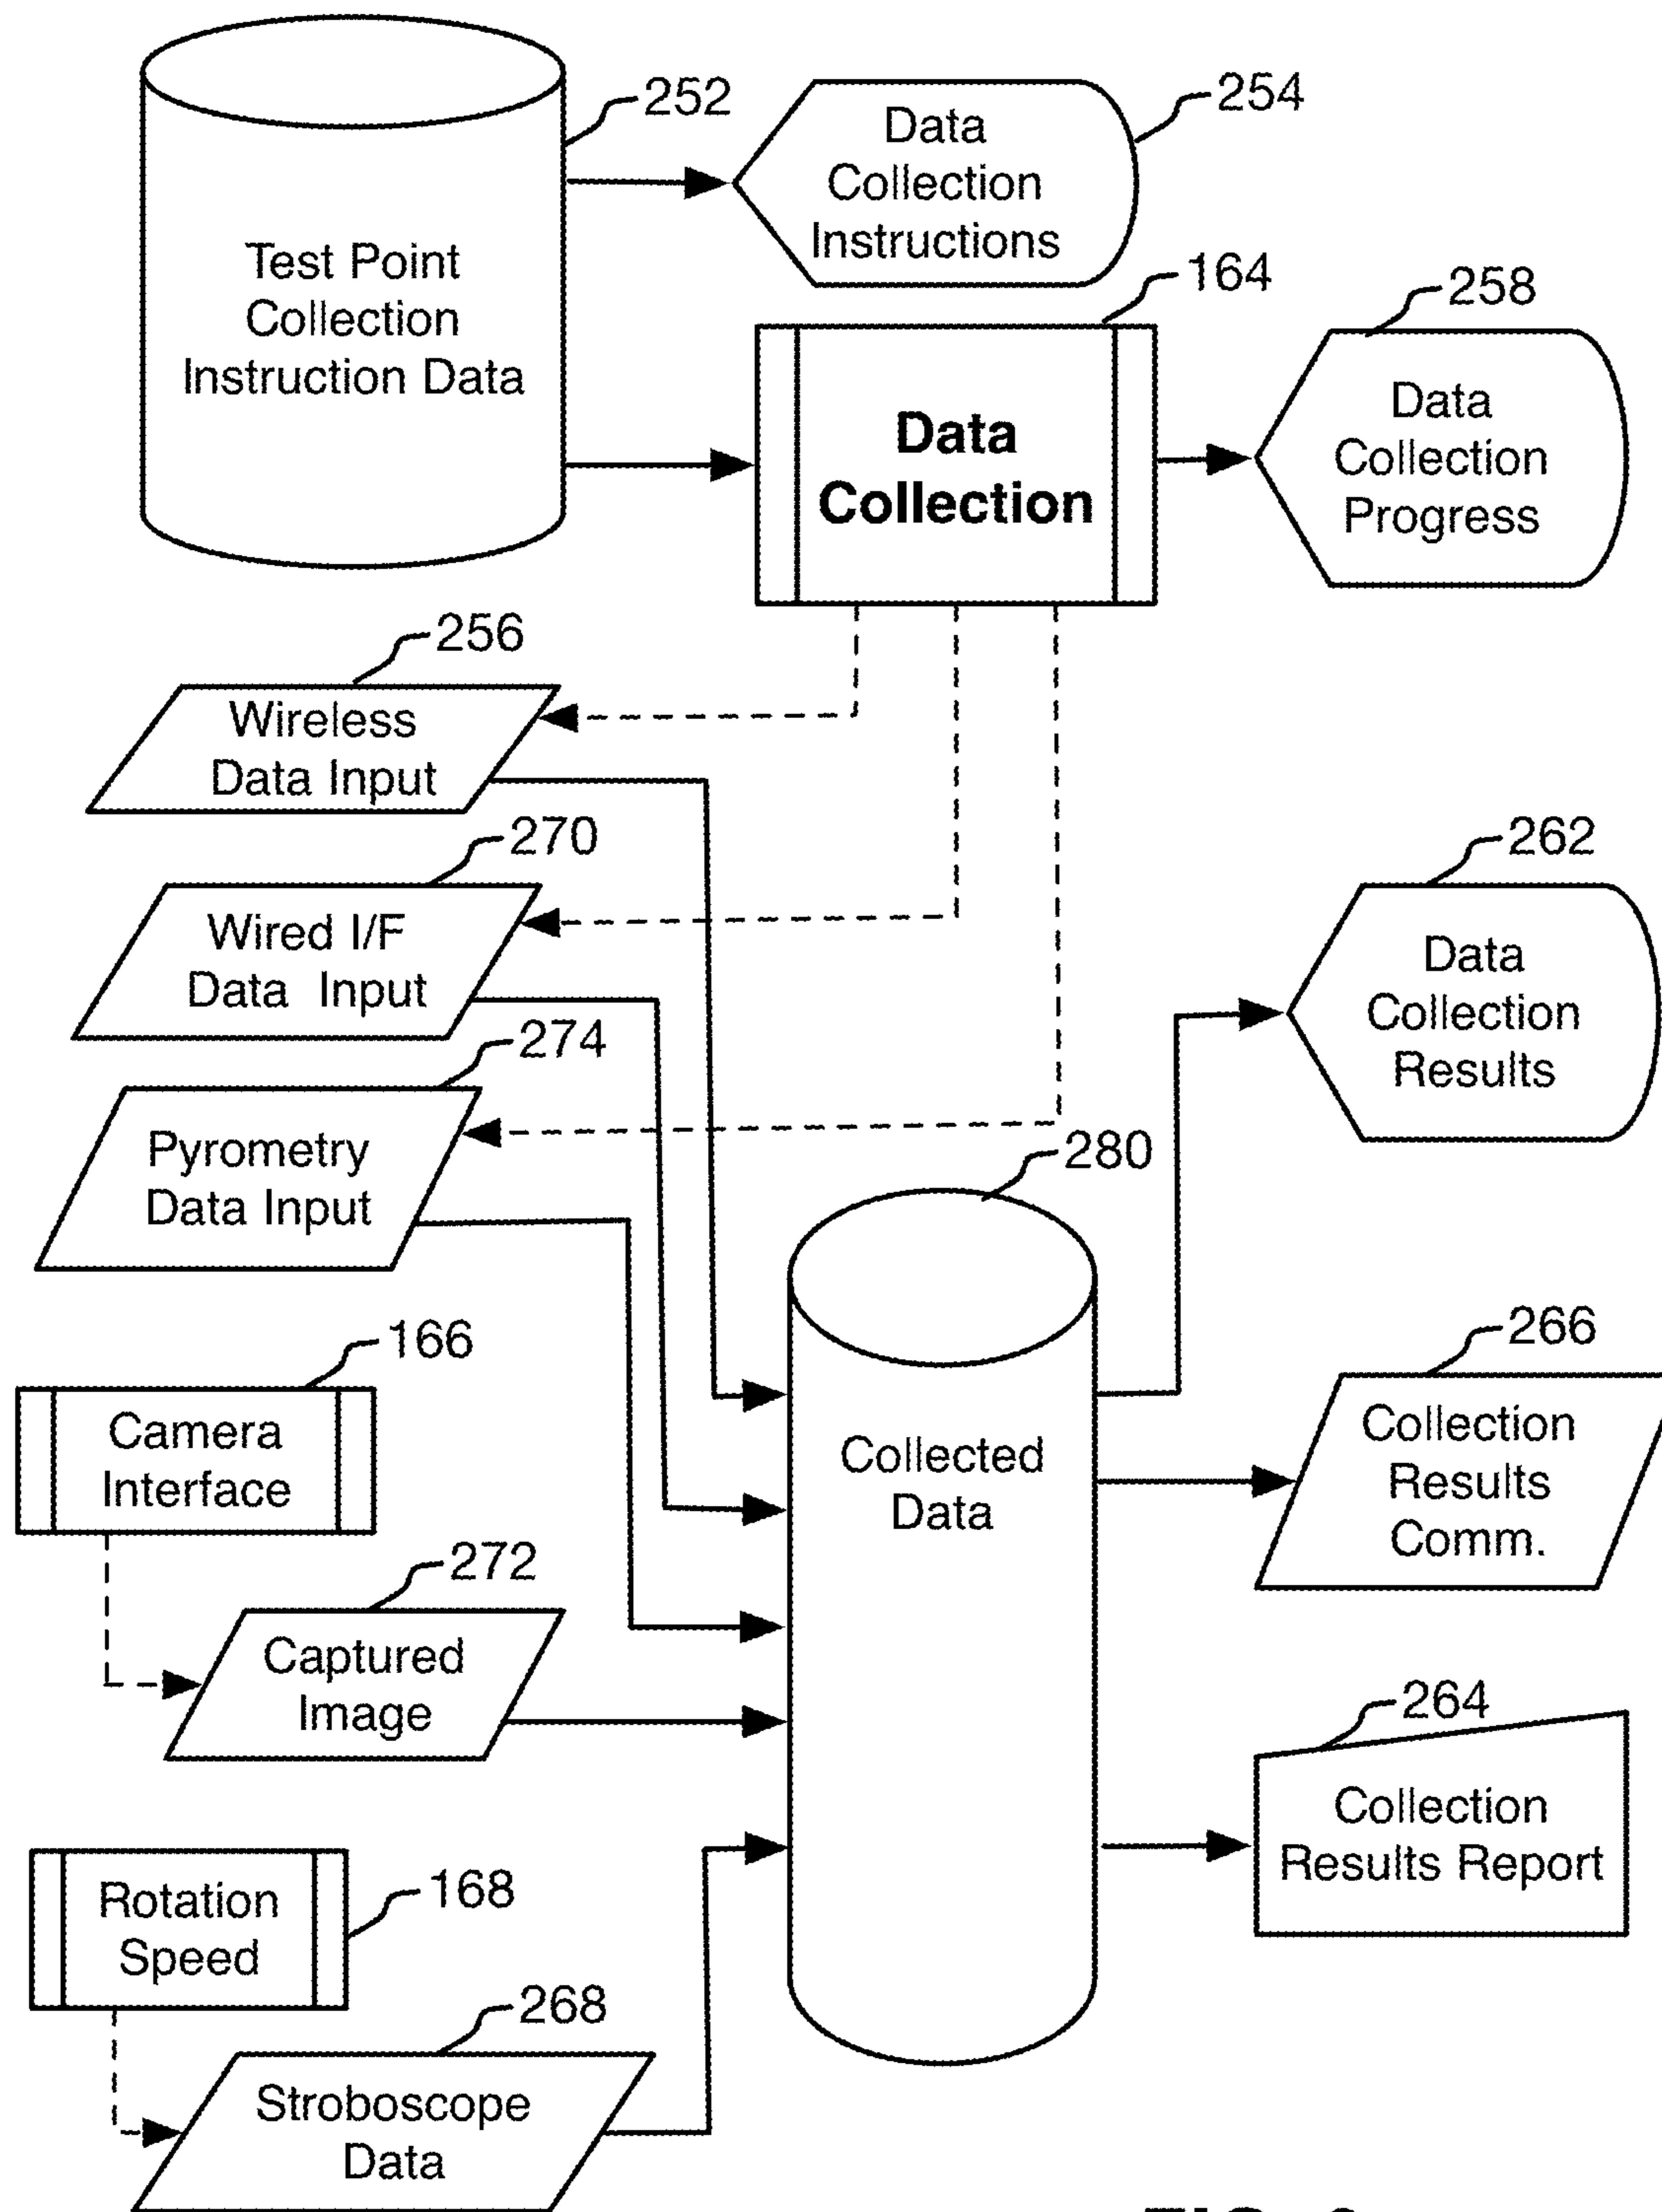 252
254
Data
Collection
Instructions
Test Point
Collection
Instruction Data
164
258
Data
Collection
Data
Collection
Progress
256
Wireless
Data Input
270
262
Wired I/F
Data Input
Data
Collection
Results
274
Pyrometry
Data Input
280
166
266
Camera
Interface
Collected
Data
Collection
Results
Comm.
272
Captured
Image
264
Collection
Results Report
168
Rotation
Speed
268
Stroboscope
Data